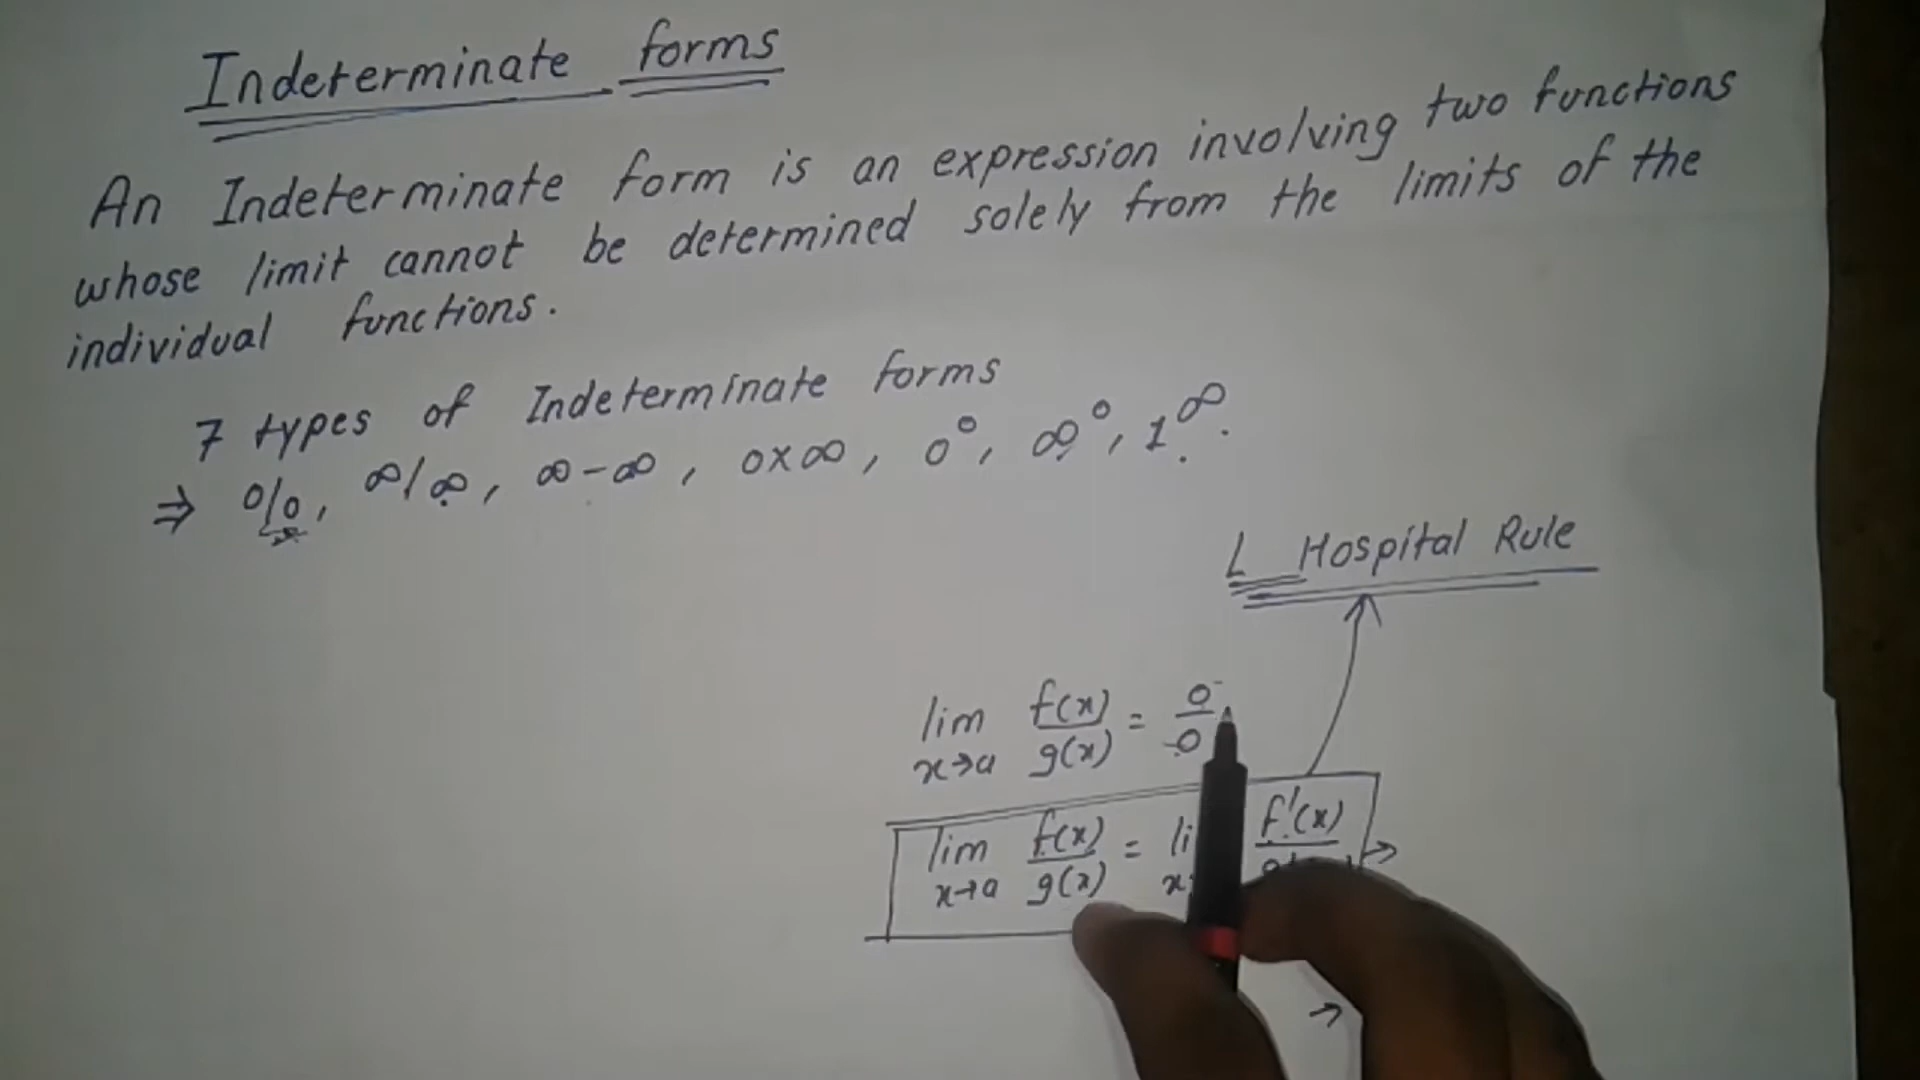 Indeterminate forms
An Indeterminate form is an expression involving two functions
whose limit cannot be determined solely from the limits of the
individual functions.
7 types of Indeterminate forms
⇒ 0/0, ∞/∞, ∞-∞, 0x∞, 0⁰, ∞⁰, 1^∞.
L Hospital Rule
lim x→a f(x)/g(x) = 0/0
lim x→a f(x)/g(x) = f'(x)